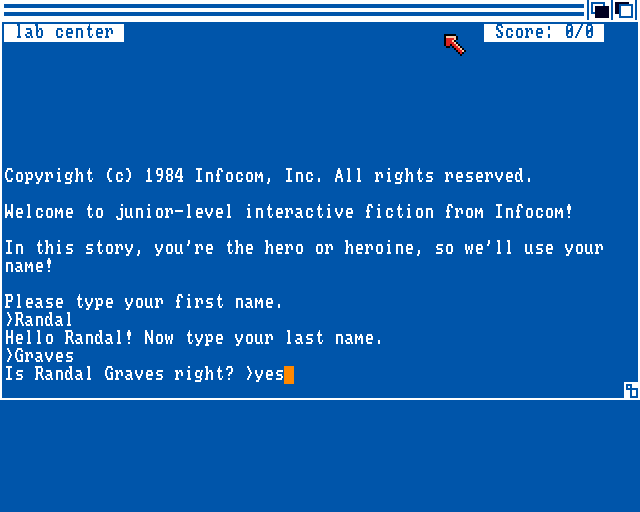 lab center
Score: 0/0
Copyright (c) 1984 Infocom, Inc. All rights reserved.
Welcome to junior-level interactive fiction from Infocom!
In this story, you're the hero or heroine, so we'll use your
name!
Please type your first name.
>Randal
Hello Randal! Now type your last name.
>Graves
Is Randal Graves right? >yes